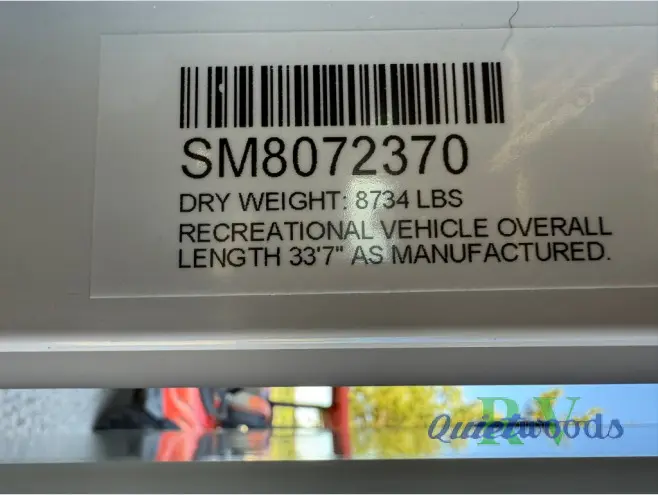 SM8072370
DRY WEIGHT: 8734 LBS
RECREATIONAL VEHICLE OVERALL
LENGTH 33'7" AS MANUFACTURED.
Quietwoods
RV